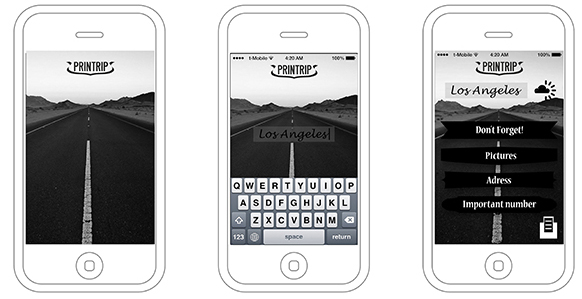 PRINTRIP
t-Mobile 4:20 AM 100%
PRINTRIP
Los Angeles
Q W E R T Y U I O P
A S D F G H J K L
Z X C V B N M
123 space return
t-Mobile 4:20 AM 100%
PRINTRIP
Los Angeles
Don't Forget!
Pictures
Adress
Important number